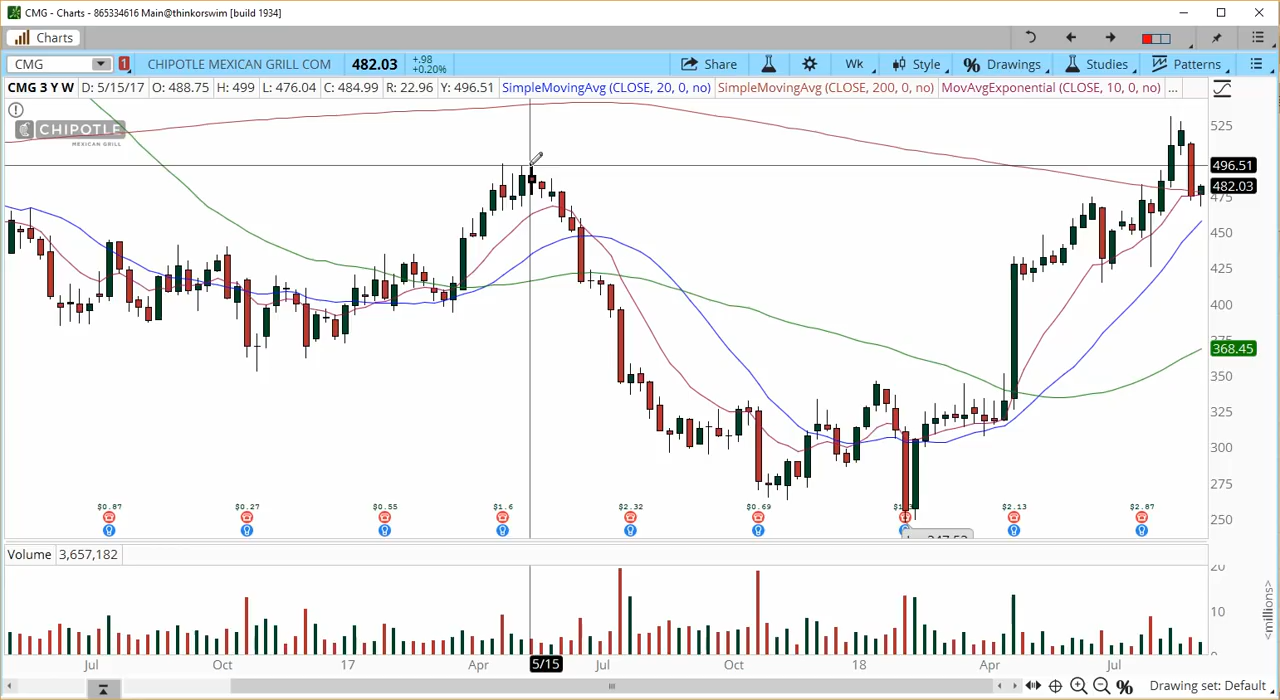 CMG - Charts - 865334616 Main@thinkorswim [build 1934]
Charts
CMG 1 CHIPOTLE MEXICAN GRILL COM 482.03 +.98 +0.20% Share Wk Style % Drawings Studies Patterns
CMG 3 Y W D: 5/15/17 O: 488.75 H: 499 L: 476.04 C: 484.99 R: 22.96 Y: 496.51 SimpleMovingAvg (CLOSE, 20, 0, no) SimpleMovingAvg (CLOSE, 200, 0, no) MovAvgExponential (CLOSE, 10, 0, no) ...
CHIPOTLE
MEXICAN GRILL
525
496.51
482.03
475
450
425
400
368.45
350
325
300
275
250
$0.87 $0.27 $0.55 $1.6 $2.32 $0.69 $2.13 $2.87
Volume 3,657,182
20
10
0
<millions>
Jul Oct 17 Apr 5/15 Jul Oct 18 Apr Jul
% Drawing set: Default